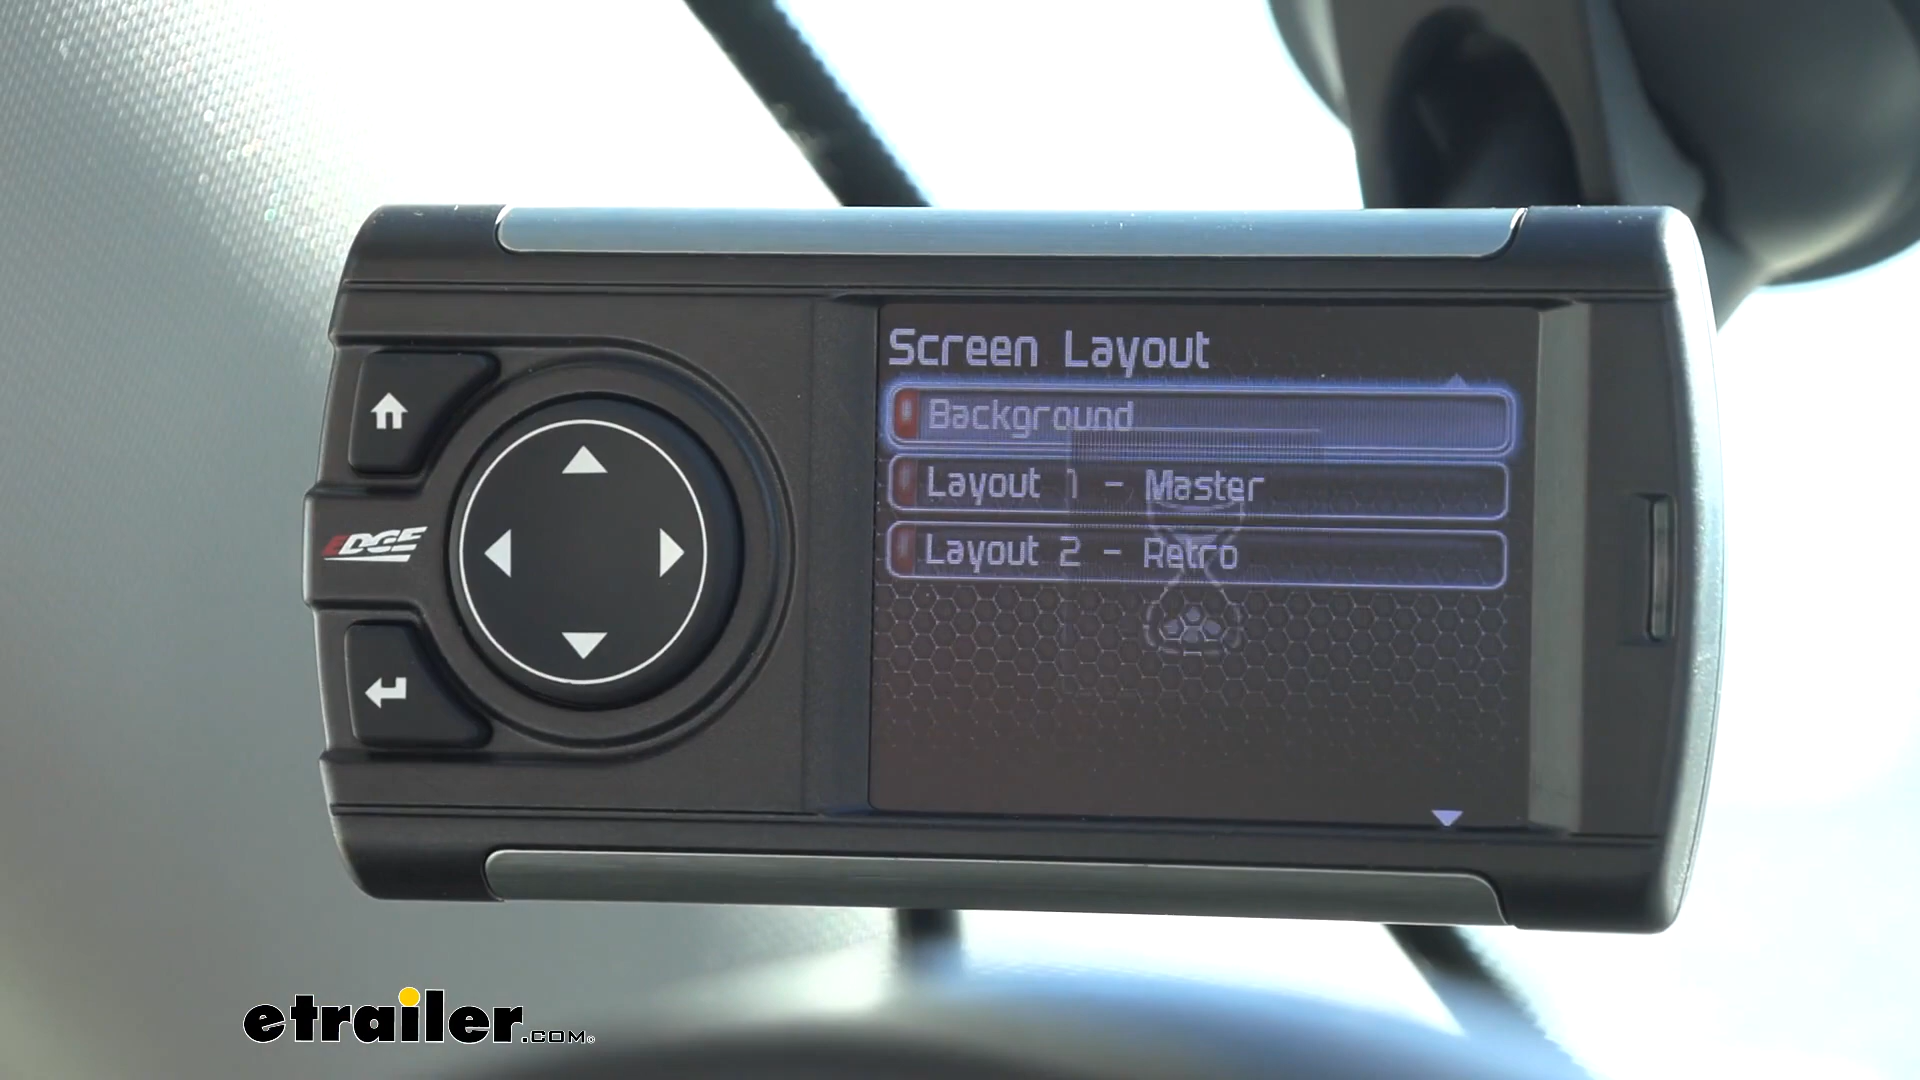 Screen Layout
Background
Layout 1 - Master
Layout 2 - Retro
EDGE
etrailer.COM©